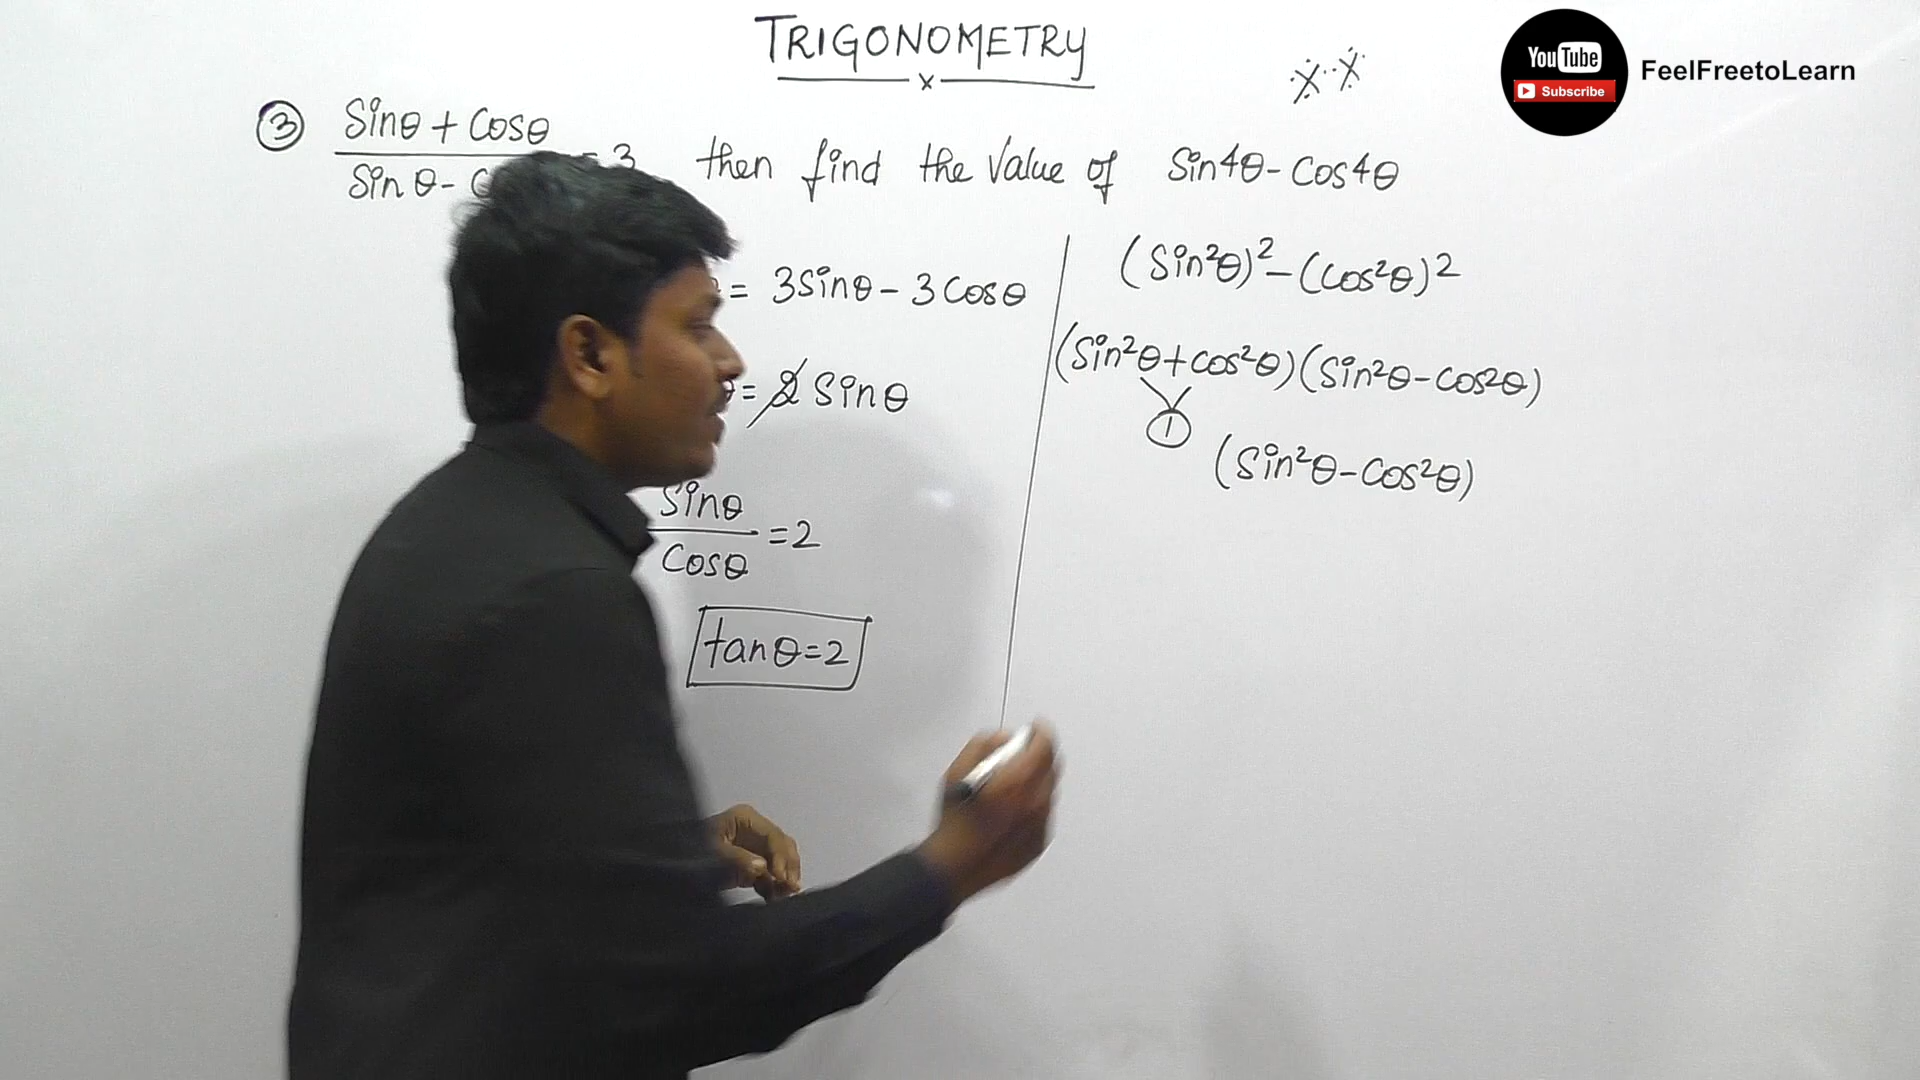 TRIGONOMETRY
x
YouTube
Subscribe
FeelFreetoLearn
③ Sinθ + Cosθ
Sinθ - = 3 then find the Value of Sin4θ - Cos4θ
= 3Sinθ - 3Cosθ
= 2 Sinθ
Sinθ
Cosθ = 2
tanθ = 2
(Sin²θ)² - (Cos²θ)²
(Sin²θ + Cos²θ)(Sin²θ - Cos²θ)
1
(Sin²θ - Cos²θ)